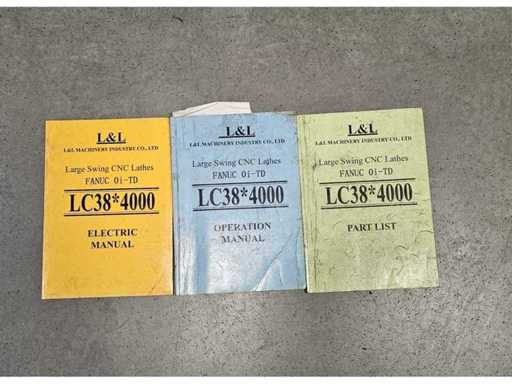 L&L
L&L MACHINERY INDUSTRY CO., LTD
Large Swing CNC Lathes
FANUC 0i-TD
LC38*4000
ELECTRIC
MANUAL
L&L
L&L MACHINERY INDUSTRY CO., LTD
Large Swing CNC Lathes
FANUC 0i-TD
LC38*4000
OPERATION
MANUAL
L&L
L&L MACHINERY INDUSTRY CO., LTD
Large Swing CNC Lathes
FANUC 0i-TD
LC38*4000
PART LIST